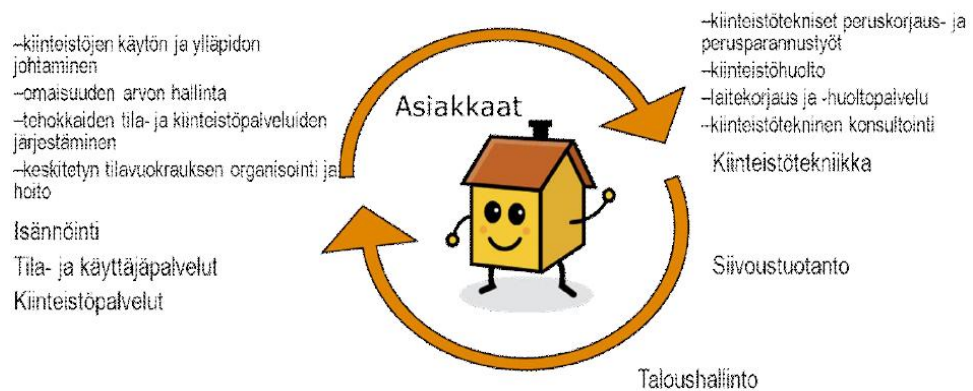 –kiinteistöjen käytön ja ylläpidon
johtaminen
–omaisuuden arvon hallinta
–tehokkaiden tila- ja kiinteistöpalveluiden
järjestäminen
–keskitetyn tilavuokrauksen organisointi ja
hoito
Isännöinti
Tila- ja käyttäjäpalvelut
Kiinteistöpalvelut
Asiakkaat
–kiinteistötekniset peruskorjaus- ja
perusparannustyöt
–kiinteistöhuolto
–laitekorjaus ja -huoltopalvelu
–kiinteistötekninen konsultointi
Kiinteistötekniikka
Siivoustuotanto
Taloushallinto